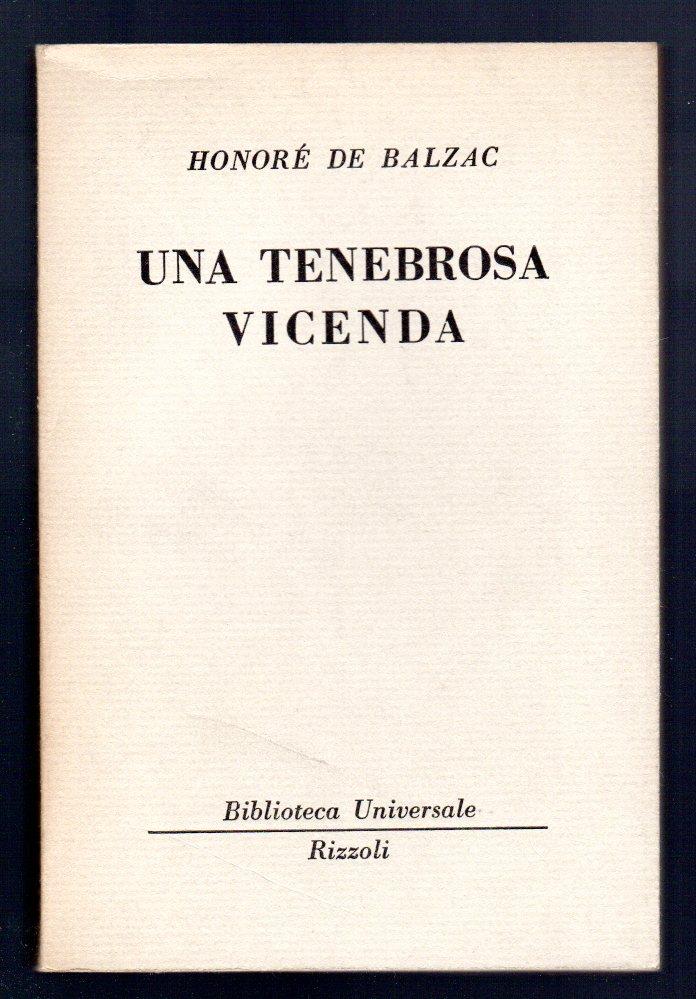 HONORÉ DE BALZAC
UNA TENEBROSA
VICENDA
Biblioteca Universale
Rizzoli